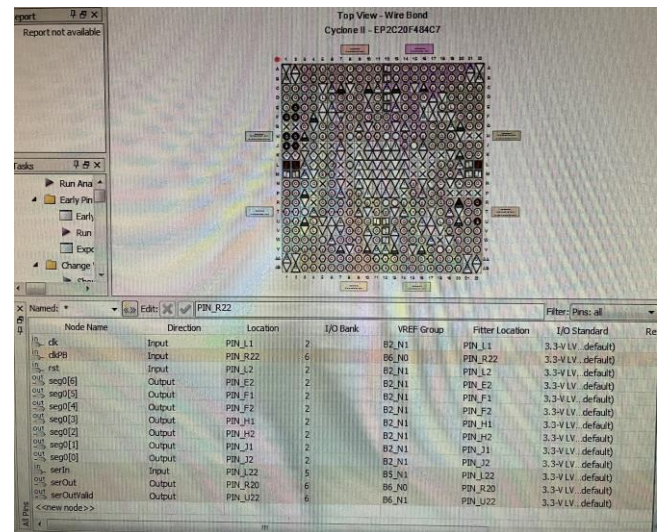 eport
Report not available
Top View - Wire Bond
Cyclone II - EP2C20F484C7
Tasks
Run Ana
Early Pin
Early
Run
Expo
Change
Named: *
Edit:
PIN_R22
Filter: Pins: all
Node Name Direction Location I/O Bank VREF Group Fitter Location I/O Standard Re
clk Input PIN_L1 2 B2_N1 PIN_L1 3.3-V LV...default)
clkPB Input PIN_R22 6 B6_N0 PIN_R22 3.3-V LV...default)
rst Input PIN_L2 2 B2_N1 PIN_L2 3.3-V LV...default)
seg0[6] Output PIN_E2 2 B2_N1 PIN_E2 3.3-V LV...default)
seg0[5] Output PIN_F1 2 B2_N1 PIN_F1 3.3-V LV...default)
seg0[4] Output PIN_F2 2 B2_N1 PIN_F2 3.3-V LV...default)
seg0[3] Output PIN_H1 2 B2_N1 PIN_H1 3.3-V LV...default)
seg0[2] Output PIN_H2 2 B2_N1 PIN_H2 3.3-V LV...default)
seg0[1] Output PIN_J1 2 B2_N1 PIN_J1 3.3-V LV...default)
seg0[0] Output PIN_J2 2 B2_N1 PIN_J2 3.3-V LV...default)
serIn Input PIN_L22 5 B5_N1 PIN_L22 3.3-V LV...default)
serOut Output PIN_R20 6 B6_N0 PIN_R20 3.3-V LV...default)
serOutValid Output PIN_U22 6 B6_N1 PIN_U22 3.3-V LV...default)
<<new node>>
All Pins